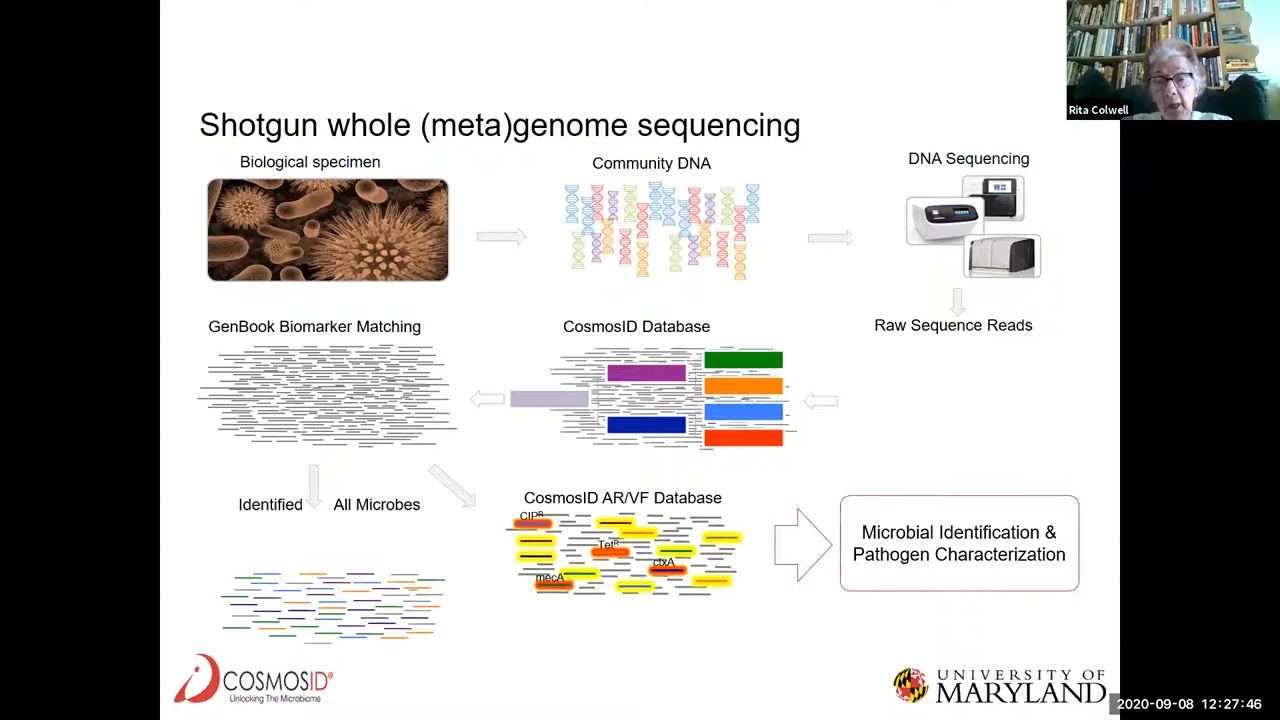 Rita Colwell
Shotgun whole (meta)genome sequencing
Biological specimen
Community DNA
DNA Sequencing
GenBook Biomarker Matching
CosmosID Database
Raw Sequence Reads
Identified All Microbes
CosmosID AR/VF Database
CIPᴿ
Tetᴿ
ctxA
mecA
Microbial Identification &
Pathogen Characterization
COSMOSID®
Unlocking The Microbiome
UNIVERSITY OF
MARYLAND
2020-09-08 12:27:46